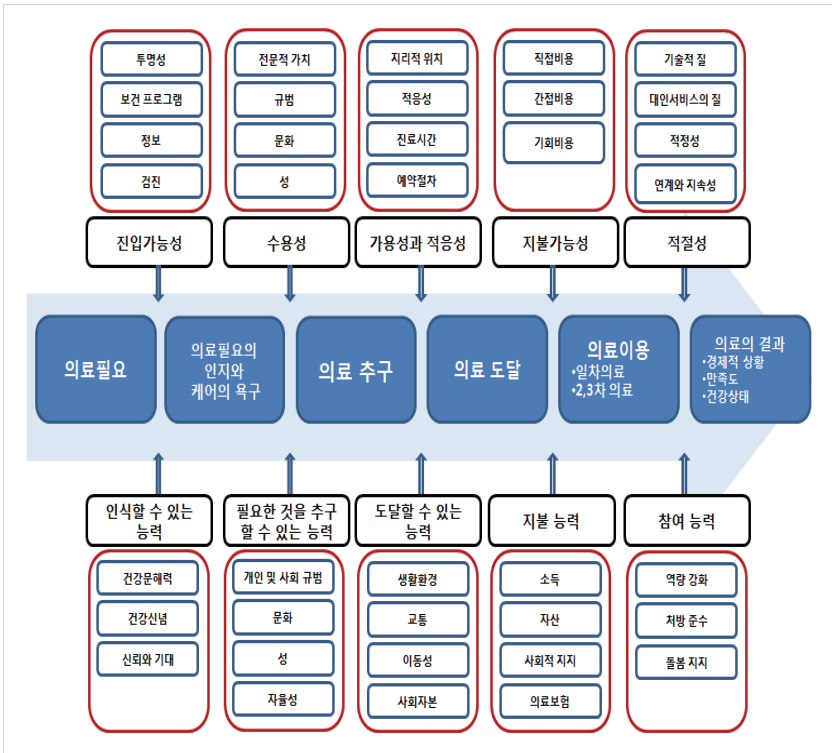 투명성
보건 프로그램
정보
검진
전문적 가치
규범
문화
성
지리적 위치
적응성
진료시간
예약절차
직접비용
간접비용
기회비용
기술적 질
대인서비스의 질
적정성
연계와 지속성
진입가능성
수용성
가용성과 적응성
지불가능성
적절성
의료필요
의료필요의
인지와
케어의 욕구
의료 추구
의료 도달
의료이용
•일차의료
•2,3차 의료
의료의 결과
•경제적 상황
•만족도
•건강상태
인식할 수 있는
능력
필요한 것을 추구
할 수 있는 능력
도달할 수 있는
능력
지불 능력
참여 능력
건강문해력
건강신념
신뢰와 기대
개인 및 사회 규범
문화
성
자율성
생활환경
교통
이동성
사회자본
소득
자산
사회적 지지
의료보험
역량 강화
처방 준수
돌봄 지지